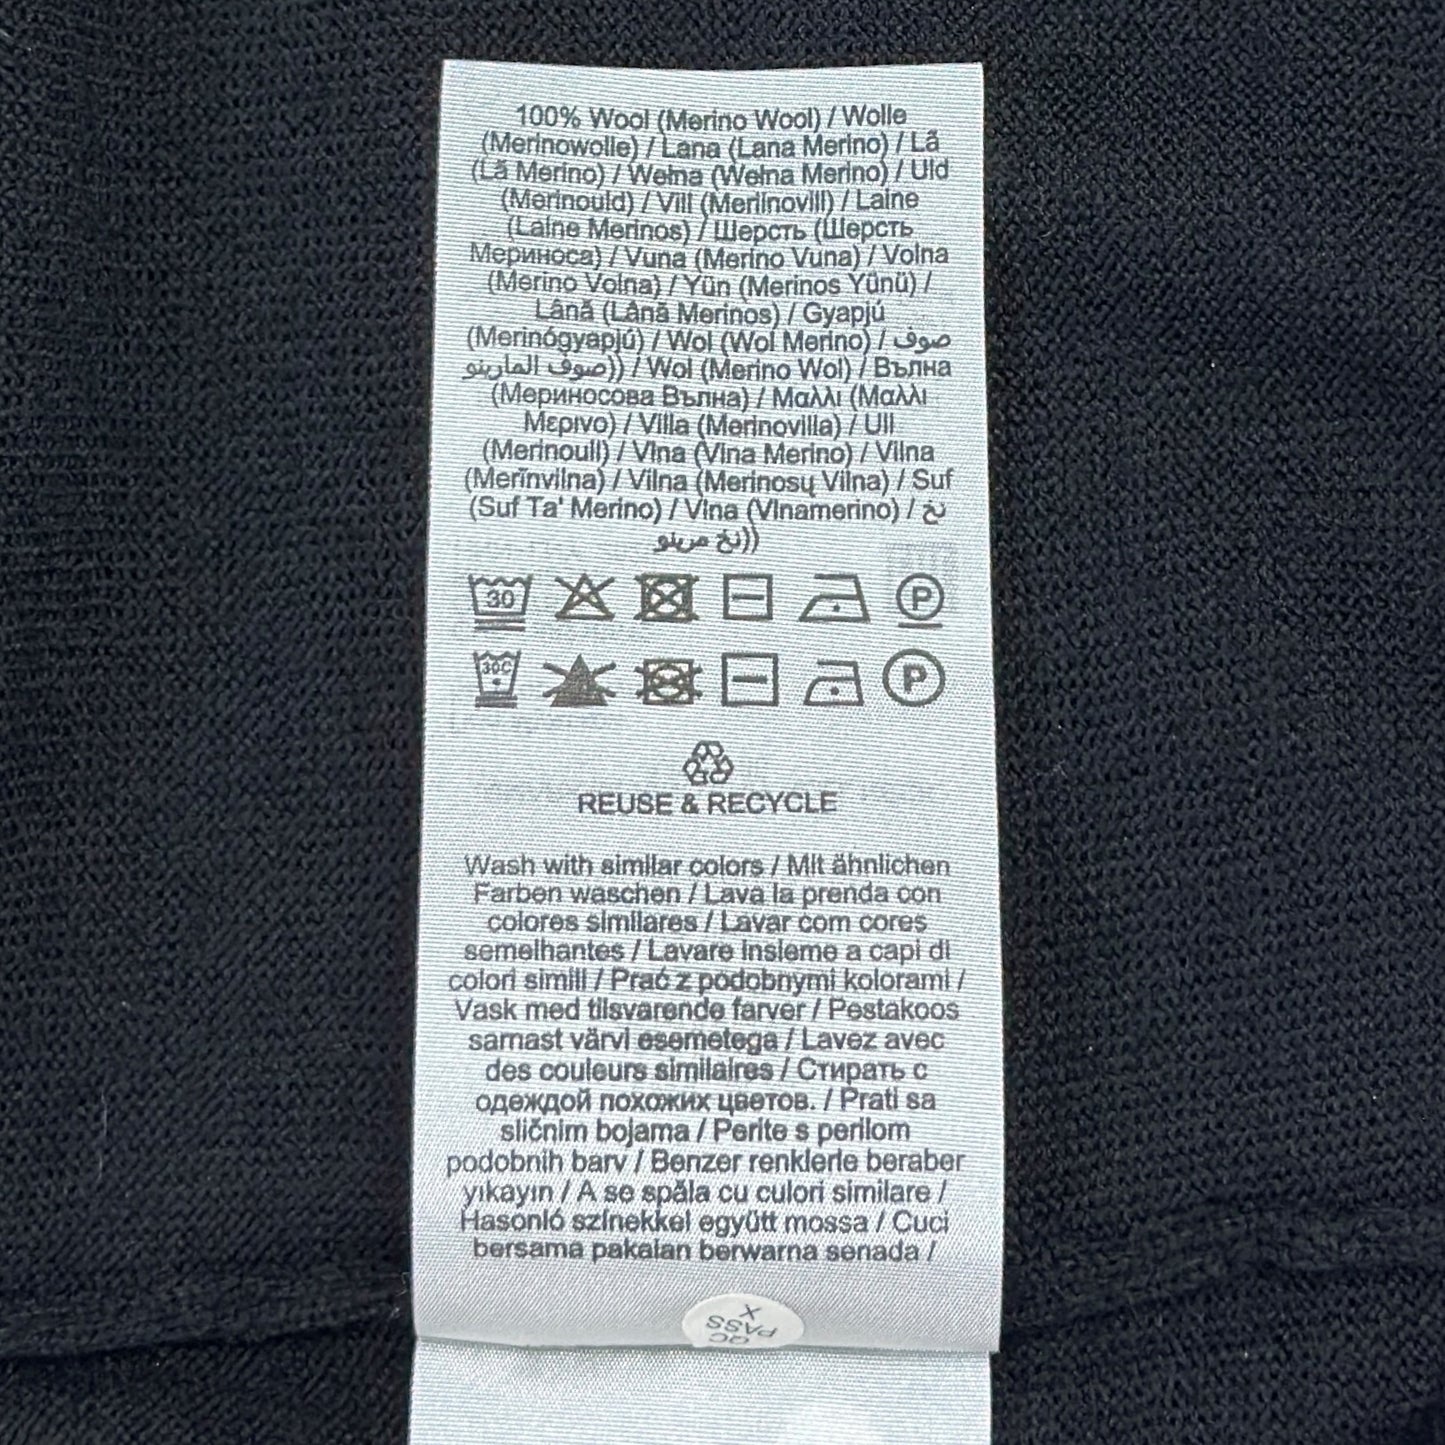 100% Wool (Merino Wool) / Wolle
(Merinowolle) / Lana (Lana Merino) / Lã
(Lã Merino) / Wełna (Wełna Merino) / Uld
(Merinould) / Vill (Meriinovill) / Laine
(Laine Merinos) / Шерсть (Шерсть
Мериноса) / Vuna (Merino Vuna) / Volna
(Merino Volna) / Yün (Merinos Yünü) /
Lână (Lână Merinos) / Gyapjú
(Merinógyapjú) / Wol (Wol Merino) / صوف
صوف المارينو)) / Wol (Merino Wol) / Вълна
(Мериносова Вълна) / Μαλλι (Μαλλι
Μερινο) / Villa (Merinovilla) / Ull
(Merinoull) / Vlna (Vlna Merino) / Vilna
(Merīnvilna) / Vilna (Merinosų Vilna) / Suf
(Suf Ta' Merino) / Vlna (Vlnamerino) / نخ
نخ مرينو))
30 P
30C P
REUSE & RECYCLE
Wash with similar colors / Mit ähnlichen
Farben waschen / Lava la prenda con
colores similares / Lavar com cores
semelhantes / Lavare insieme a capi di
colori simili / Prać z podobnymi kolorami /
Vask med tilsvarende farver / Pestakoos
samast värvi esemetega / Lavez avec
des couleurs similaires / Стирать с
одеждой похожих цветов. / Prati sa
sličnim bojama / Perite s perilom
podobnih barv / Benzer renklerle beraber
yıkayın / A se spăla cu culori similare /
Hasonló színekkel együtt mossa / Cuci
bersama pakaian berwarna senada /
QC
PASS
X